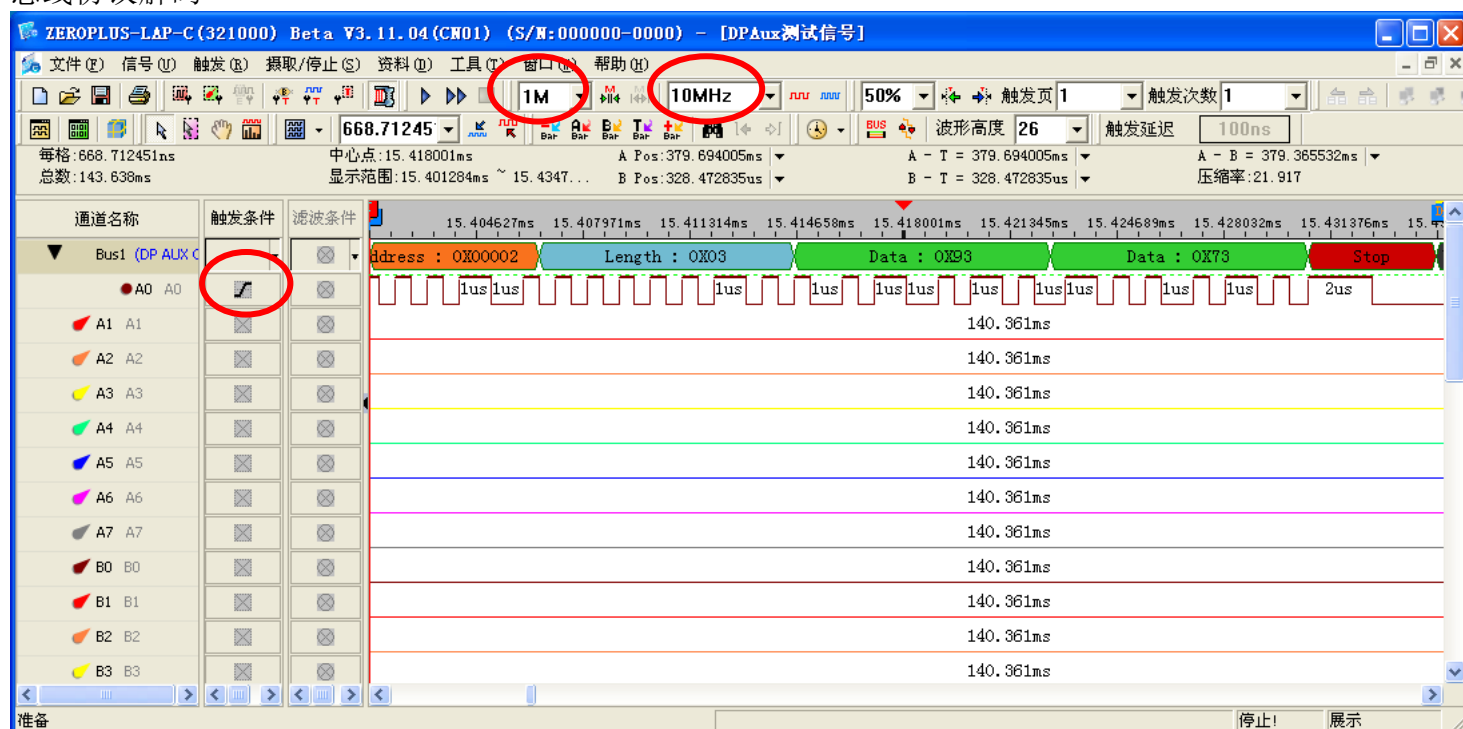 ZEROPLUS-LAP-C(321000) Beta V3.11.04(CN01) (S/N:000000-0000) - [DPAux测试信号]
文件(F) 信号(U) 触发(R) 摄取/停止(S) 资料(D) 工具(T) 窗口(W) 帮助(H)
1M 10MHz 50% 触发页 1 触发次数 1
668.71245 Bar Bar Bar Bar Bar BUS 波形高度 26 触发延迟 100ns
每格:668.712451ns 中心点:15.418001ms A Pos:379.694005ms A - T = 379.694005ms A - B = 379.365532ms
总数:143.638ms 显示范围:15.401284ms ~ 15.4347... B Pos:328.472835us B - T = 328.472835us 压缩率:21.917
通道名称 触发条件 滤波条件 15.404627ms 15.407971ms 15.411314ms 15.414658ms 15.418001ms 15.421345ms 15.424689ms 15.428032ms 15.431376ms
Bus1 (DP AUX C ddress : 0X00002 Length : 0X03 Data : 0X93 Data : 0X73 Stop
A0 A0 1us 1us 1us 1us 1us 1us 1us 1us 1us 1us 1us 2us
A1 A1 140.361ms
A2 A2 140.361ms
A3 A3 140.361ms
A4 A4 140.361ms
A5 A5 140.361ms
A6 A6 140.361ms
A7 A7 140.361ms
B0 B0 140.361ms
B1 B1 140.361ms
B2 B2 140.361ms
B3 B3 140.361ms
准备 停止! 展示